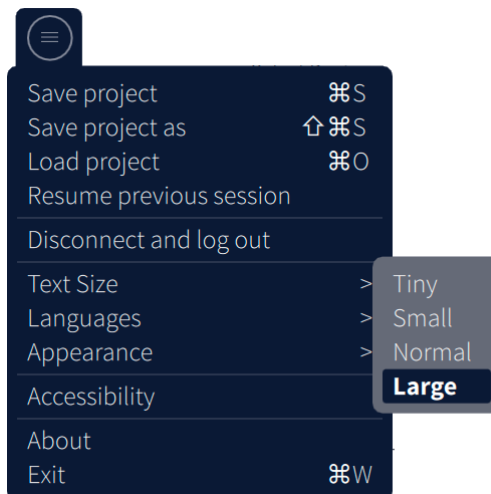 Save project ⌘S
Save project as ⇧⌘S
Load project ⌘O
Resume previous session
Disconnect and log out
Text Size >
Languages >
Appearance >
Accessibility
About
Exit ⌘W
Tiny
Small
Normal
Large